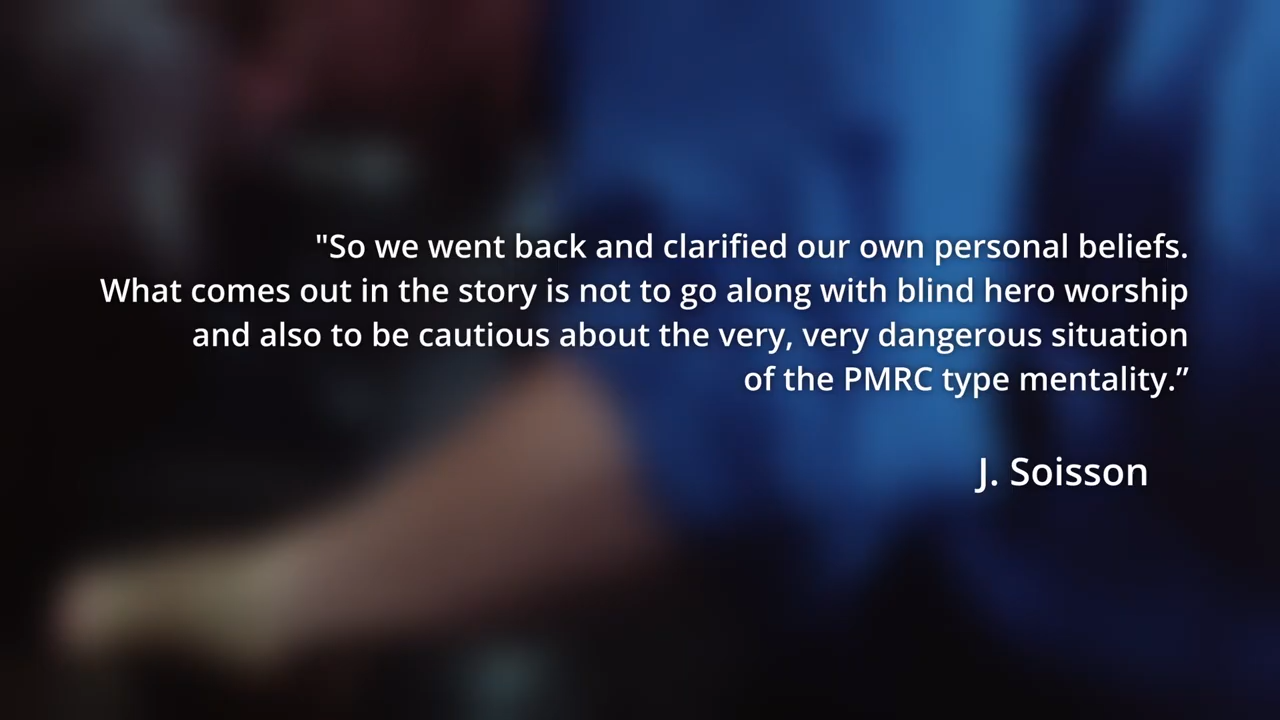 "So we went back and clarified our own personal beliefs.
What comes out in the story is not to go along with blind hero worship
and also to be cautious about the very, very dangerous situation
of the PMRC type mentality.”
J. Soisson